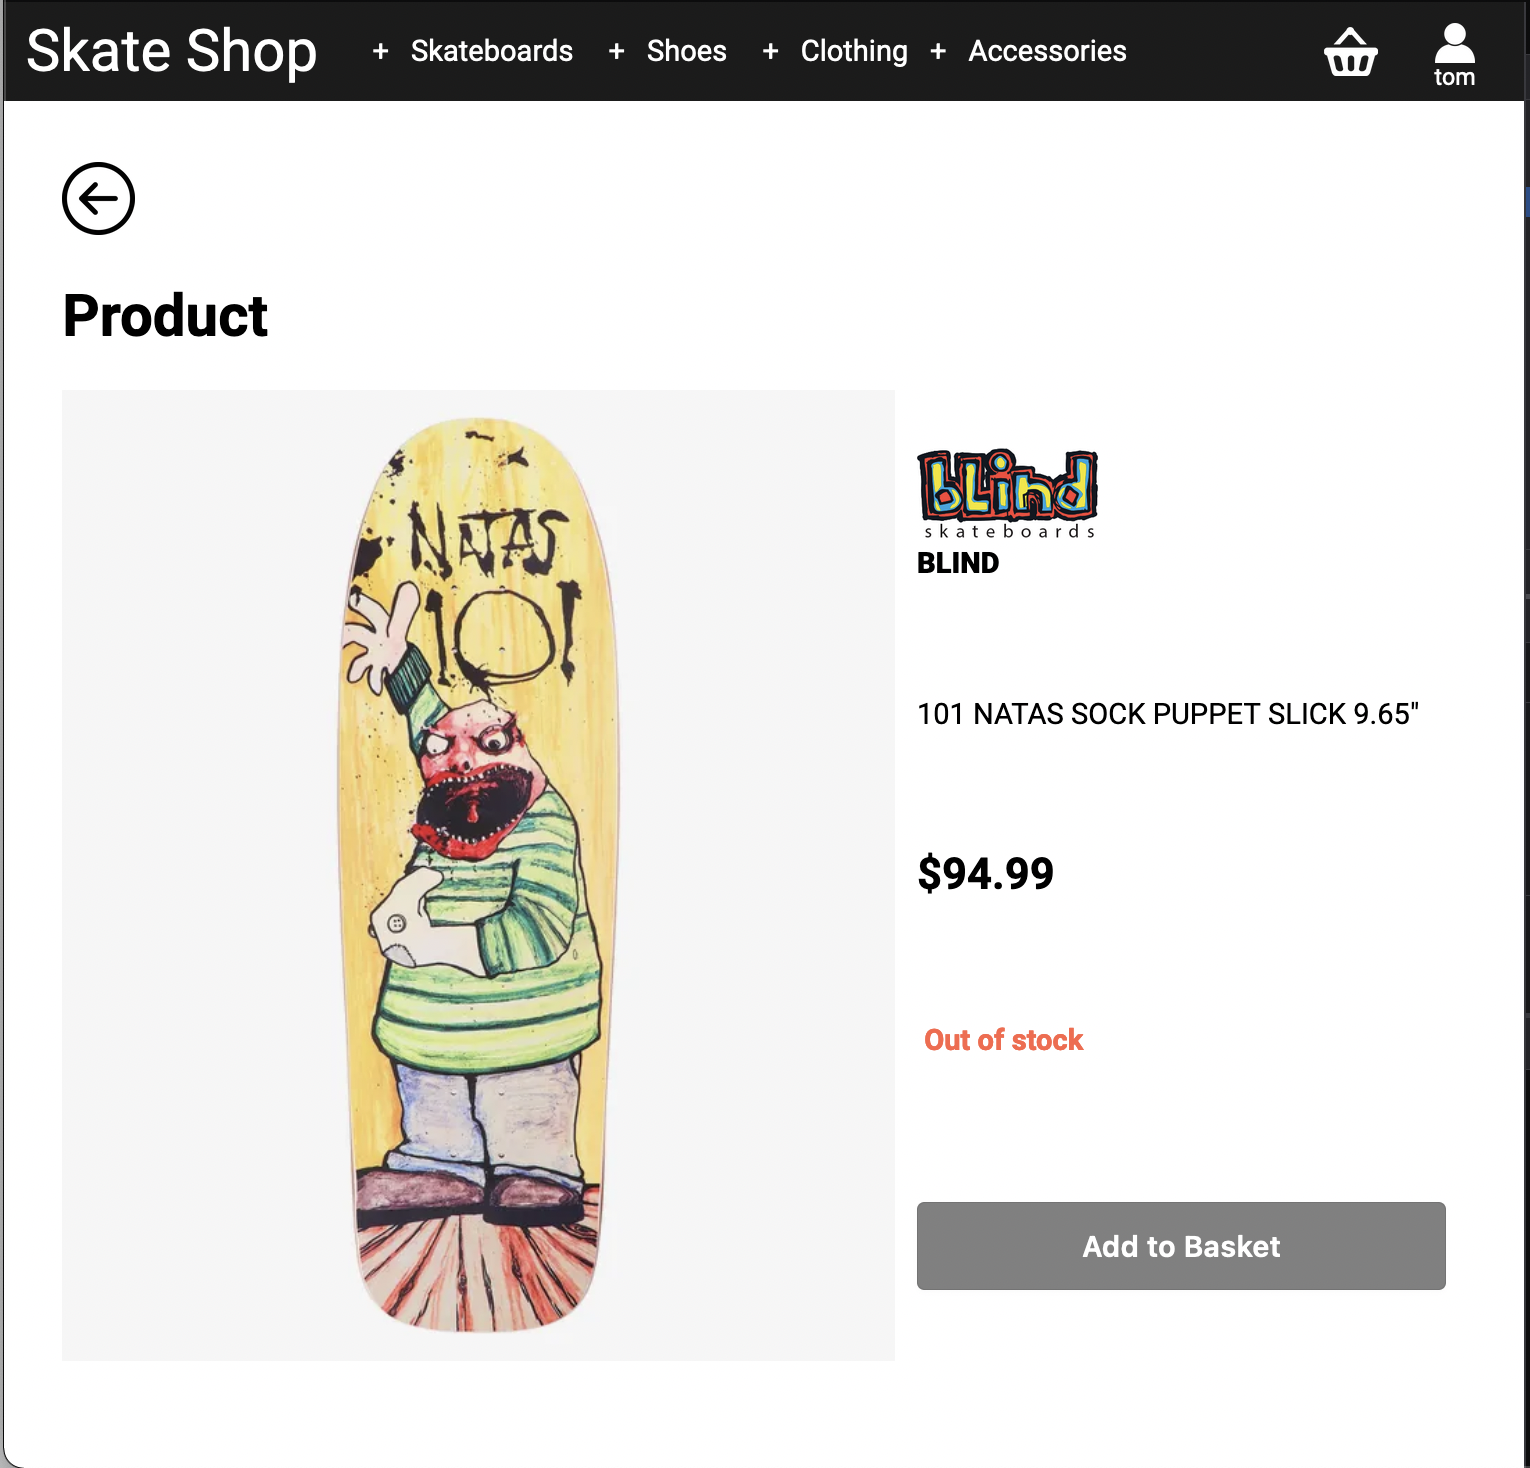 Skate Shop
+ Skateboards + Shoes + Clothing + Accessories
tom
Product
NATAS
101
blind
skateboards
BLIND
101 NATAS SOCK PUPPET SLICK 9.65"
$94.99
Out of stock
Add to Basket